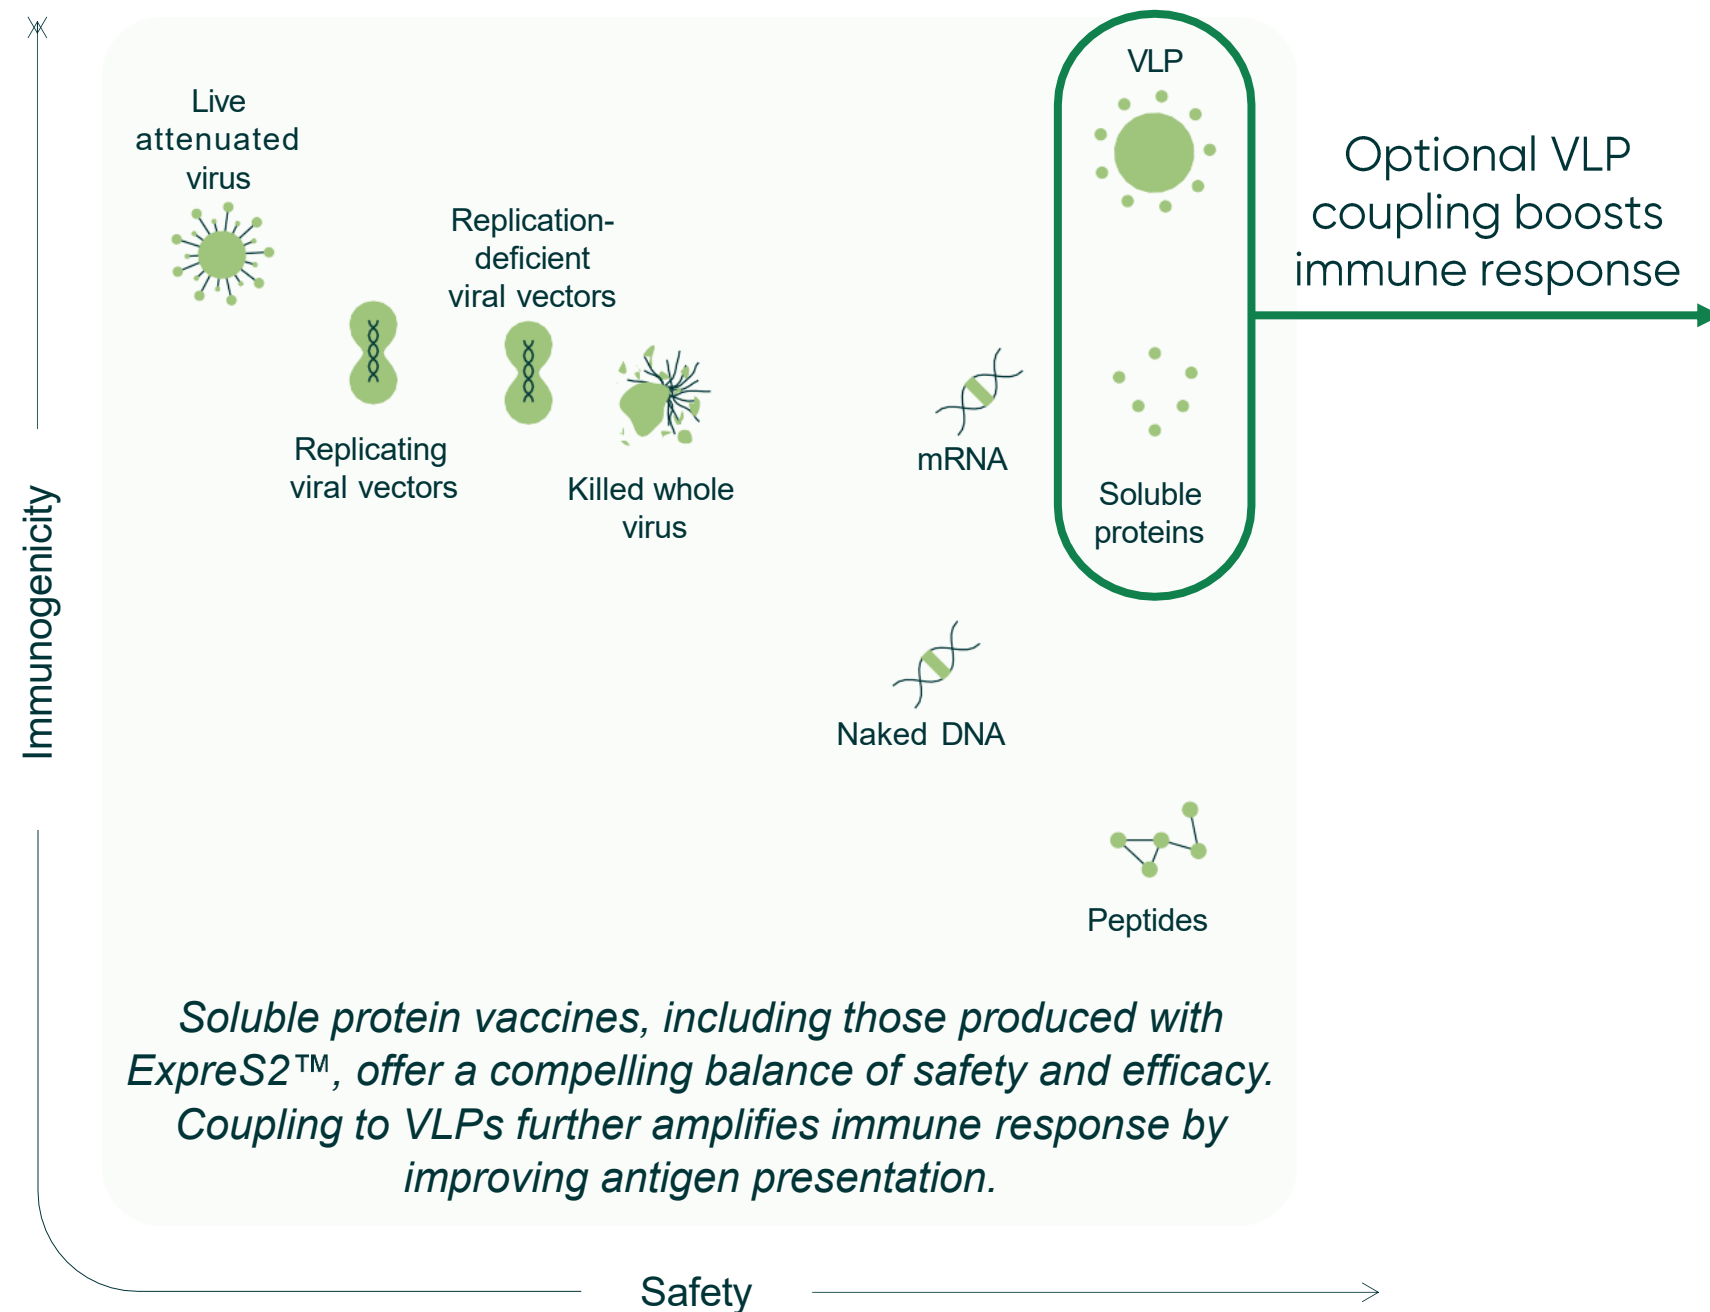 VLP
Live
attenuated
virus
Optional VLP
coupling boosts
immune response
Replication-
deficient
viral vectors
Replicating
viral vectors
Killed whole
virus
mRNA
Soluble
proteins
Immunogenicity
Naked DNA
Peptides
Soluble protein vaccines, including those produced with
ExpreS2™, offer a compelling balance of safety and efficacy.
Coupling to VLPs further amplifies immune response by
improving antigen presentation.
Safety